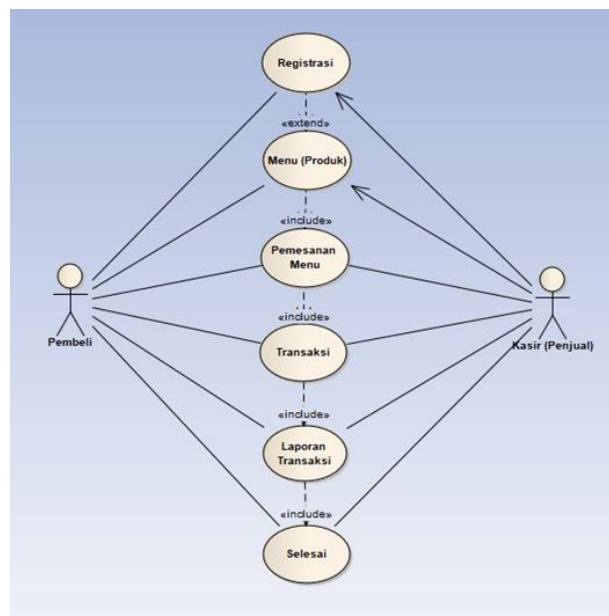 Registrasi
«extend»
Menu (Produk)
«include»
Pemesanan
Menu
«include»
Transaksi
Pembeli
Kasir (Penjual)
«include»
Laporan
Transaksi
«include»
Selesai